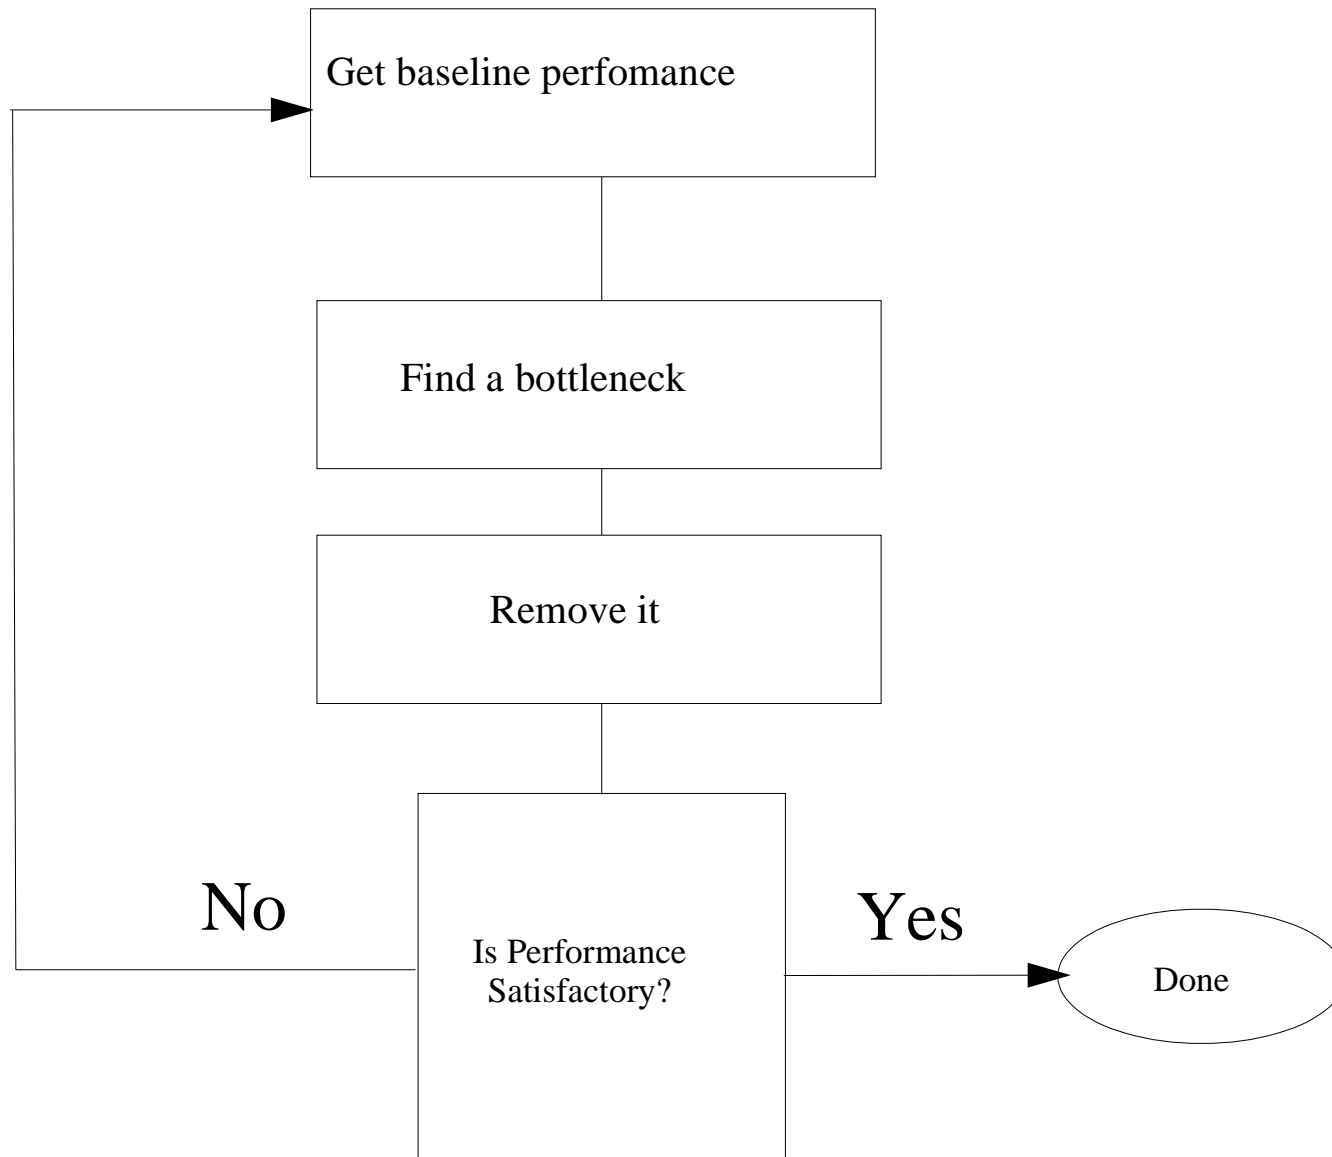 Get baseline perfomance
Find a bottleneck
Remove it
No
Yes
Is Performance
Satisfactory?
Done